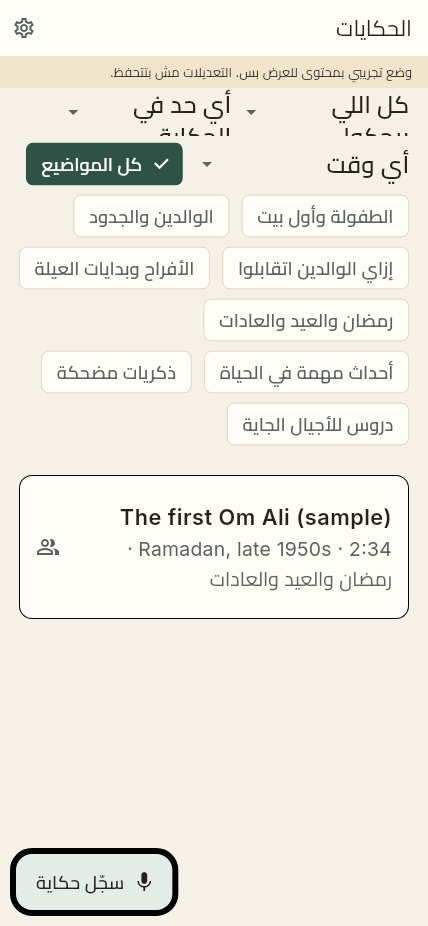 الحكايات
وضع تجريبي بمحتوى للعرض بس. التعديلات مش بتتحفظ.
كل اللي
أي حد في
أي وقت
كل المواضيع
الطفولة وأول بيت
الوالدين والجدود
إزاي الوالدين اتقابلوا
الأفراح وبدايات العيلة
رمضان والعيد والعادات
أحداث مهمة في الحياة
ذكريات مضحكة
دروس للأجيال الجاية
The first Om Ali (sample)
2:34 · Ramadan, late 1950s ·
رمضان والعيد والعادات
سجّل حكاية